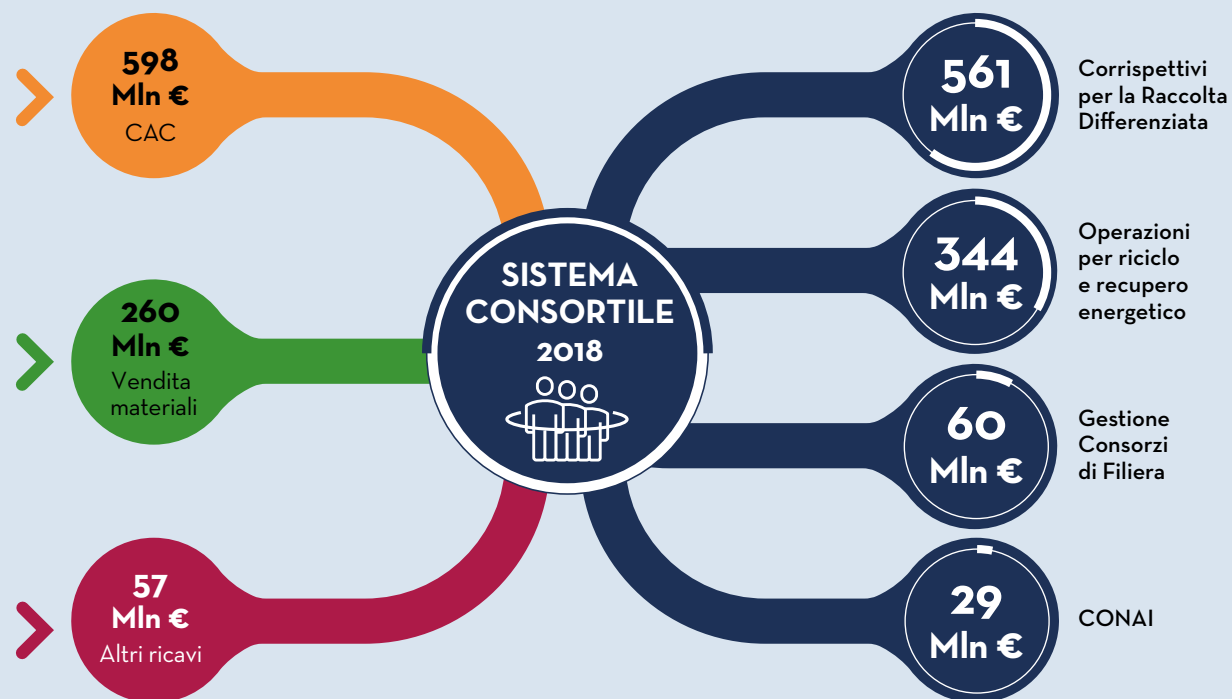 598
Mln €
CAC
260
Mln €
Vendita
materiali
57
Mln €
Altri ricavi
SISTEMA
CONSORTILE
2018
561
Mln €
Corrispettivi
per la Raccolta
Differenziata
344
Mln €
Operazioni
per riciclo
e recupero
energetico
60
Mln €
Gestione
Consorzi
di Filiera
29
Mln €
CONAI